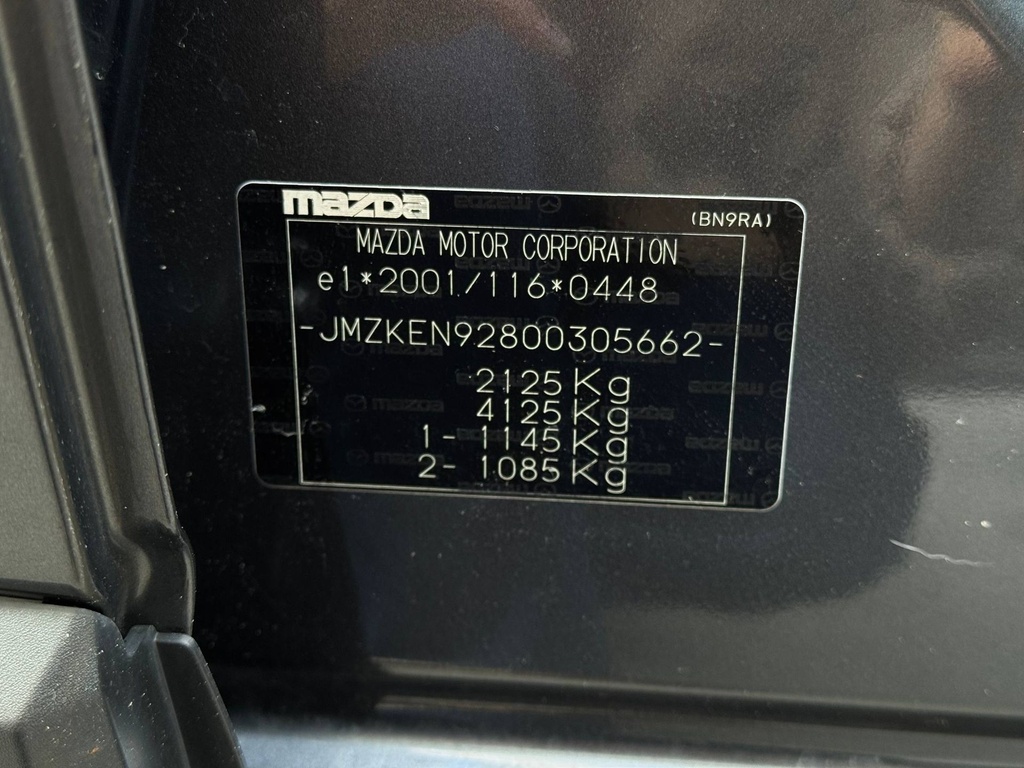 mazda
(BN9RA)
MAZDA MOTOR CORPORATION
e1*2001/116*0448
-JMZKEN92800305662-
2125 Kg
4125 Kg
1- 1145 Kg
2- 1085 Kg